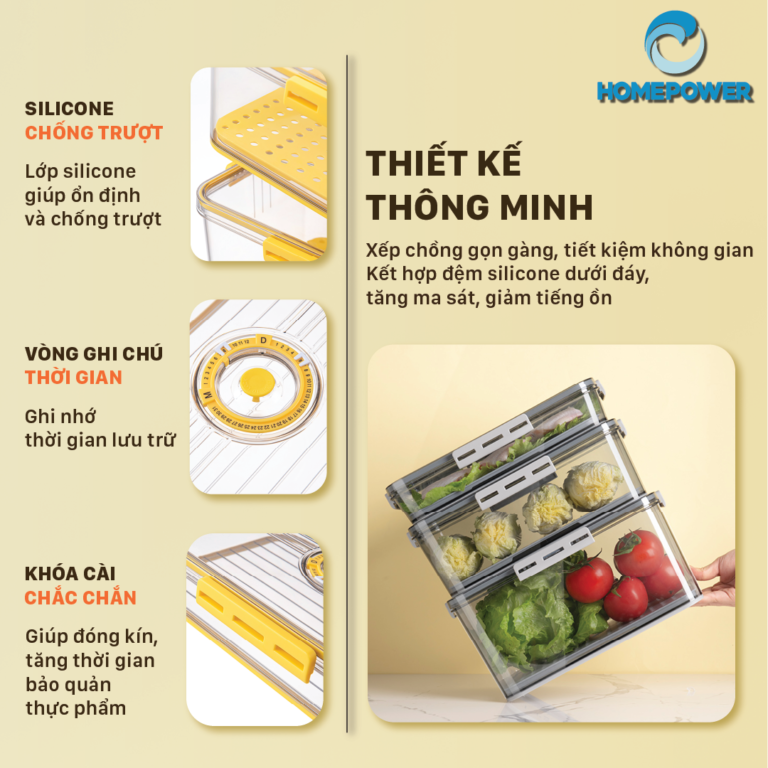 HOMEPOWER
SILICONE
CHỐNG TRƯỢT
Lớp silicone
giúp ổn định
và chống trượt
VÒNG GHI CHÚ
THỜI GIAN
Ghi nhớ
thời gian lưu trữ
KHÓA CÀI
CHẮC CHẮN
Giúp đóng kín,
tăng thời gian
bảo quản
thực phẩm
THIẾT KẾ
THÔNG MINH
Xếp chồng gọn gàng, tiết kiệm không gian
Kết hợp đệm silicone dưới đáy,
tăng ma sát, giảm tiếng ồn
D
M